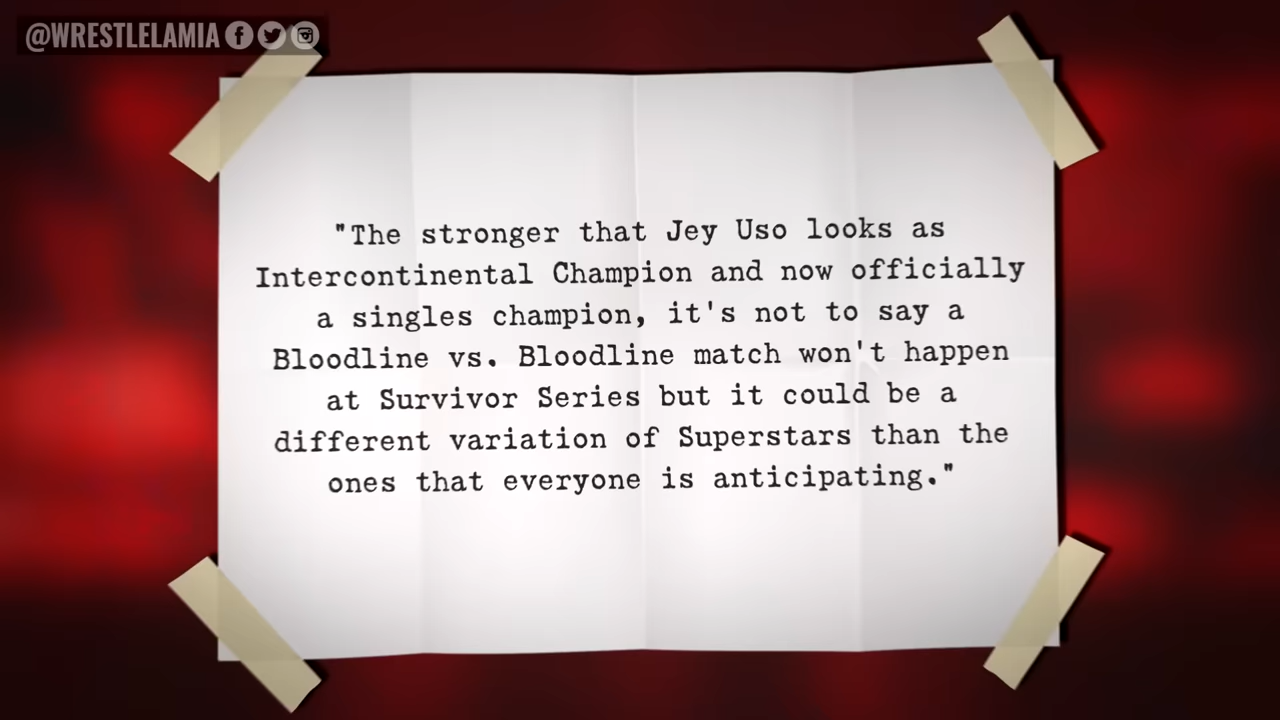 @WRESTLELAMIA
"The stronger that Jey Uso looks as
Intercontinental Champion and now officially
a singles champion, it's not to say a
Bloodline vs. Bloodline match won't happen
at Survivor Series but it could be a
different variation of Superstars than the
ones that everyone is anticipating."